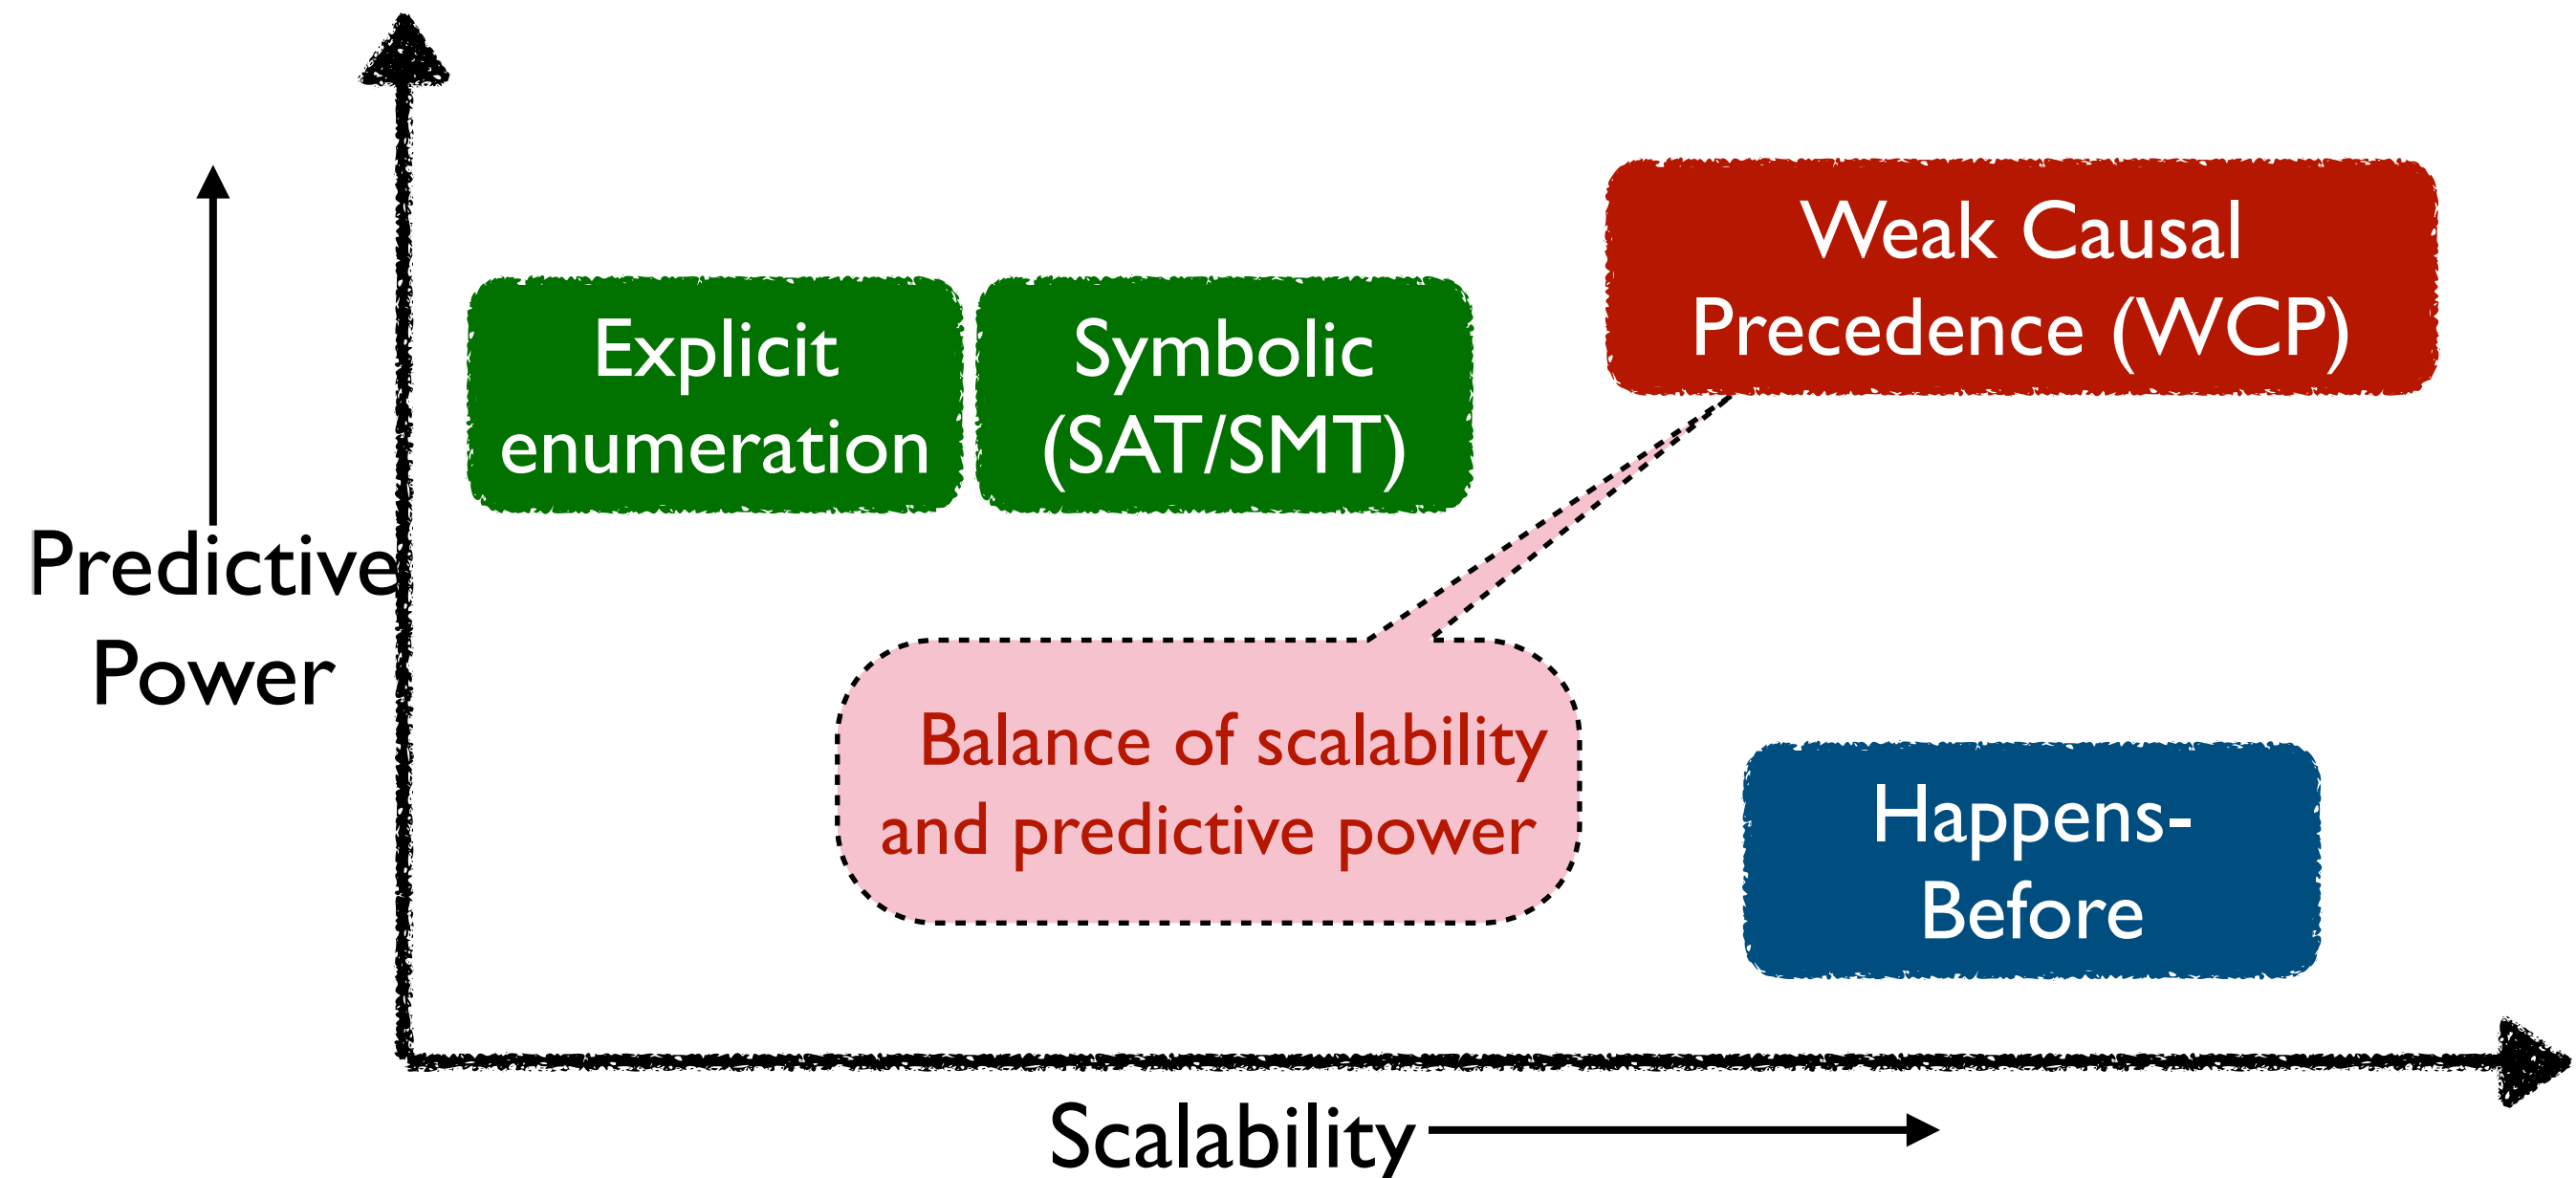 Weak Causal
Precedence (WCP)
Explicit
enumeration
Symbolic
(SAT/SMT)
Predictive
Power
Balance of scalability
and predictive power
Happens-
Before
Scalability